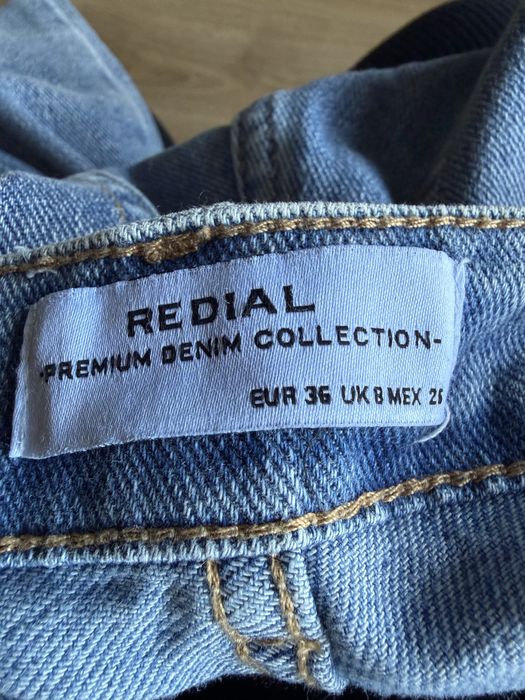 REDIAL
-PREMIUM DENIM COLLECTION-
EUR 36 UK 8 MEX 26